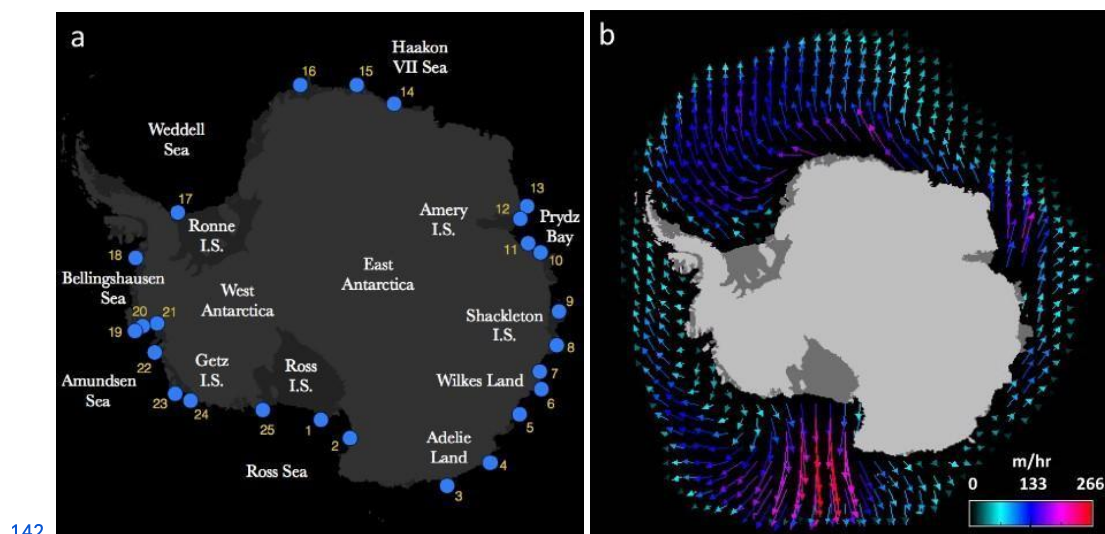 a
Haakon
VII Sea
16
15
14
Weddell
Sea
17
Ronne
I.S.
13
12
Amery
I.S.
Prydz
Bay
11
10
18
East
Antarctica
Bellingshausen
Sea
West
Antarctica
20
21
19
9
Shackleton
I.S.
8
22
Getz
I.S.
Ross
I.S.
7
Wilkes Land
6
Amundsen
Sea
23
24
25
1
2
5
Adelie
Land
4
Ross Sea
3
b
m/hr
0 133 266
142